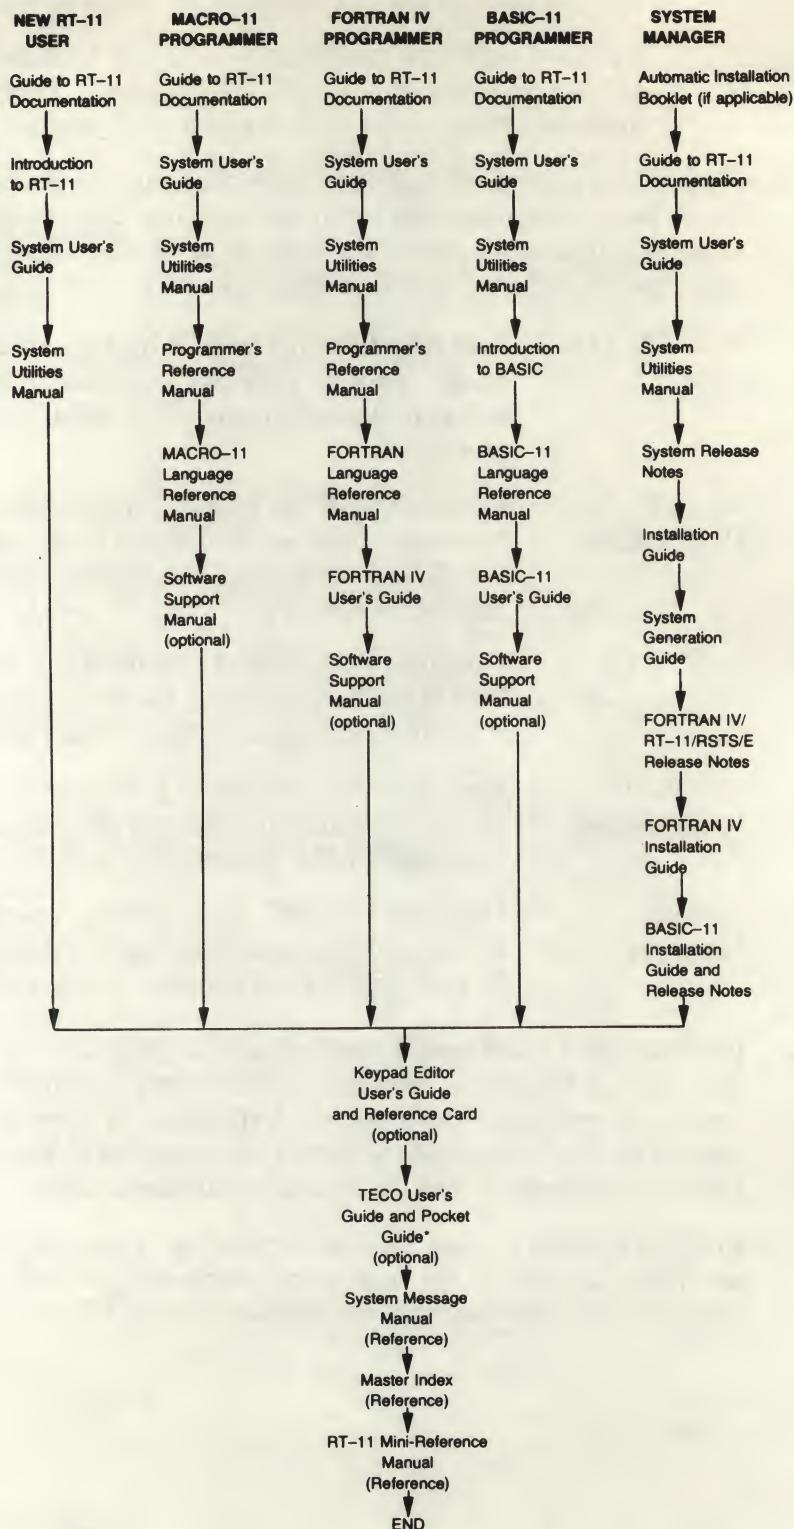 NEW RT–11
USER
Guide to RT–11
Documentation
Introduction
to RT–11
System User's
Guide
System
Utilities
Manual
MACRO–11
PROGRAMMER
Guide to RT–11
Documentation
System User's
Guide
System
Utilities
Manual
Programmer's
Reference
Manual
MACRO–11
Language
Reference
Manual
Software
Support
Manual
(optional)
FORTRAN IV
PROGRAMMER
Guide to RT–11
Documentation
System User's
Guide
System
Utilities
Manual
Programmer's
Reference
Manual
FORTRAN
Language
Reference
Manual
FORTRAN IV
User's Guide
Software
Support
Manual
(optional)
BASIC–11
PROGRAMMER
Guide to RT–11
Documentation
System User's
Guide
System
Utilities
Manual
Introduction
to BASIC
BASIC–11
Language
Reference
Manual
BASIC–11
User's Guide
Software
Support
Manual
(optional)
SYSTEM
MANAGER
Automatic Installation
Booklet (if applicable)
Guide to RT–11
Documentation
System User's
Guide
System
Utilities
Manual
System Release
Notes
Installation
Guide
System
Generation
Guide
FORTRAN IV/
RT–11/RSTS/E
Release Notes
FORTRAN IV
Installation
Guide
BASIC–11
Installation
Guide and
Release Notes
Keypad Editor
User's Guide
and Reference Card
(optional)
TECO User's
Guide and Pocket
Guide*
(optional)
System Message
Manual
(Reference)
Master Index
(Reference)
RT–11 Mini-Reference
Manual
(Reference)
END